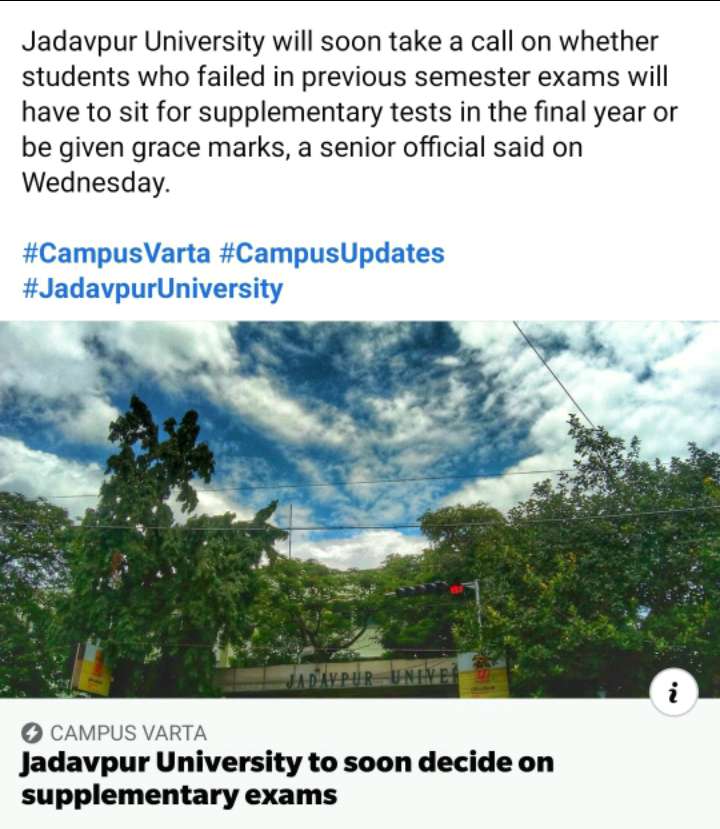 Jadavpur University will soon take a call on whether
students who failed in previous semester exams will
have to sit for supplementary tests in the final year or
be given grace marks, a senior official said on
Wednesday.
#CampusVarta #CampusUpdates
#JadavpurUniversity
JADAVPUR UNIVER
i
CAMPUS VARTA
Jadavpur University to soon decide on
supplementary exams